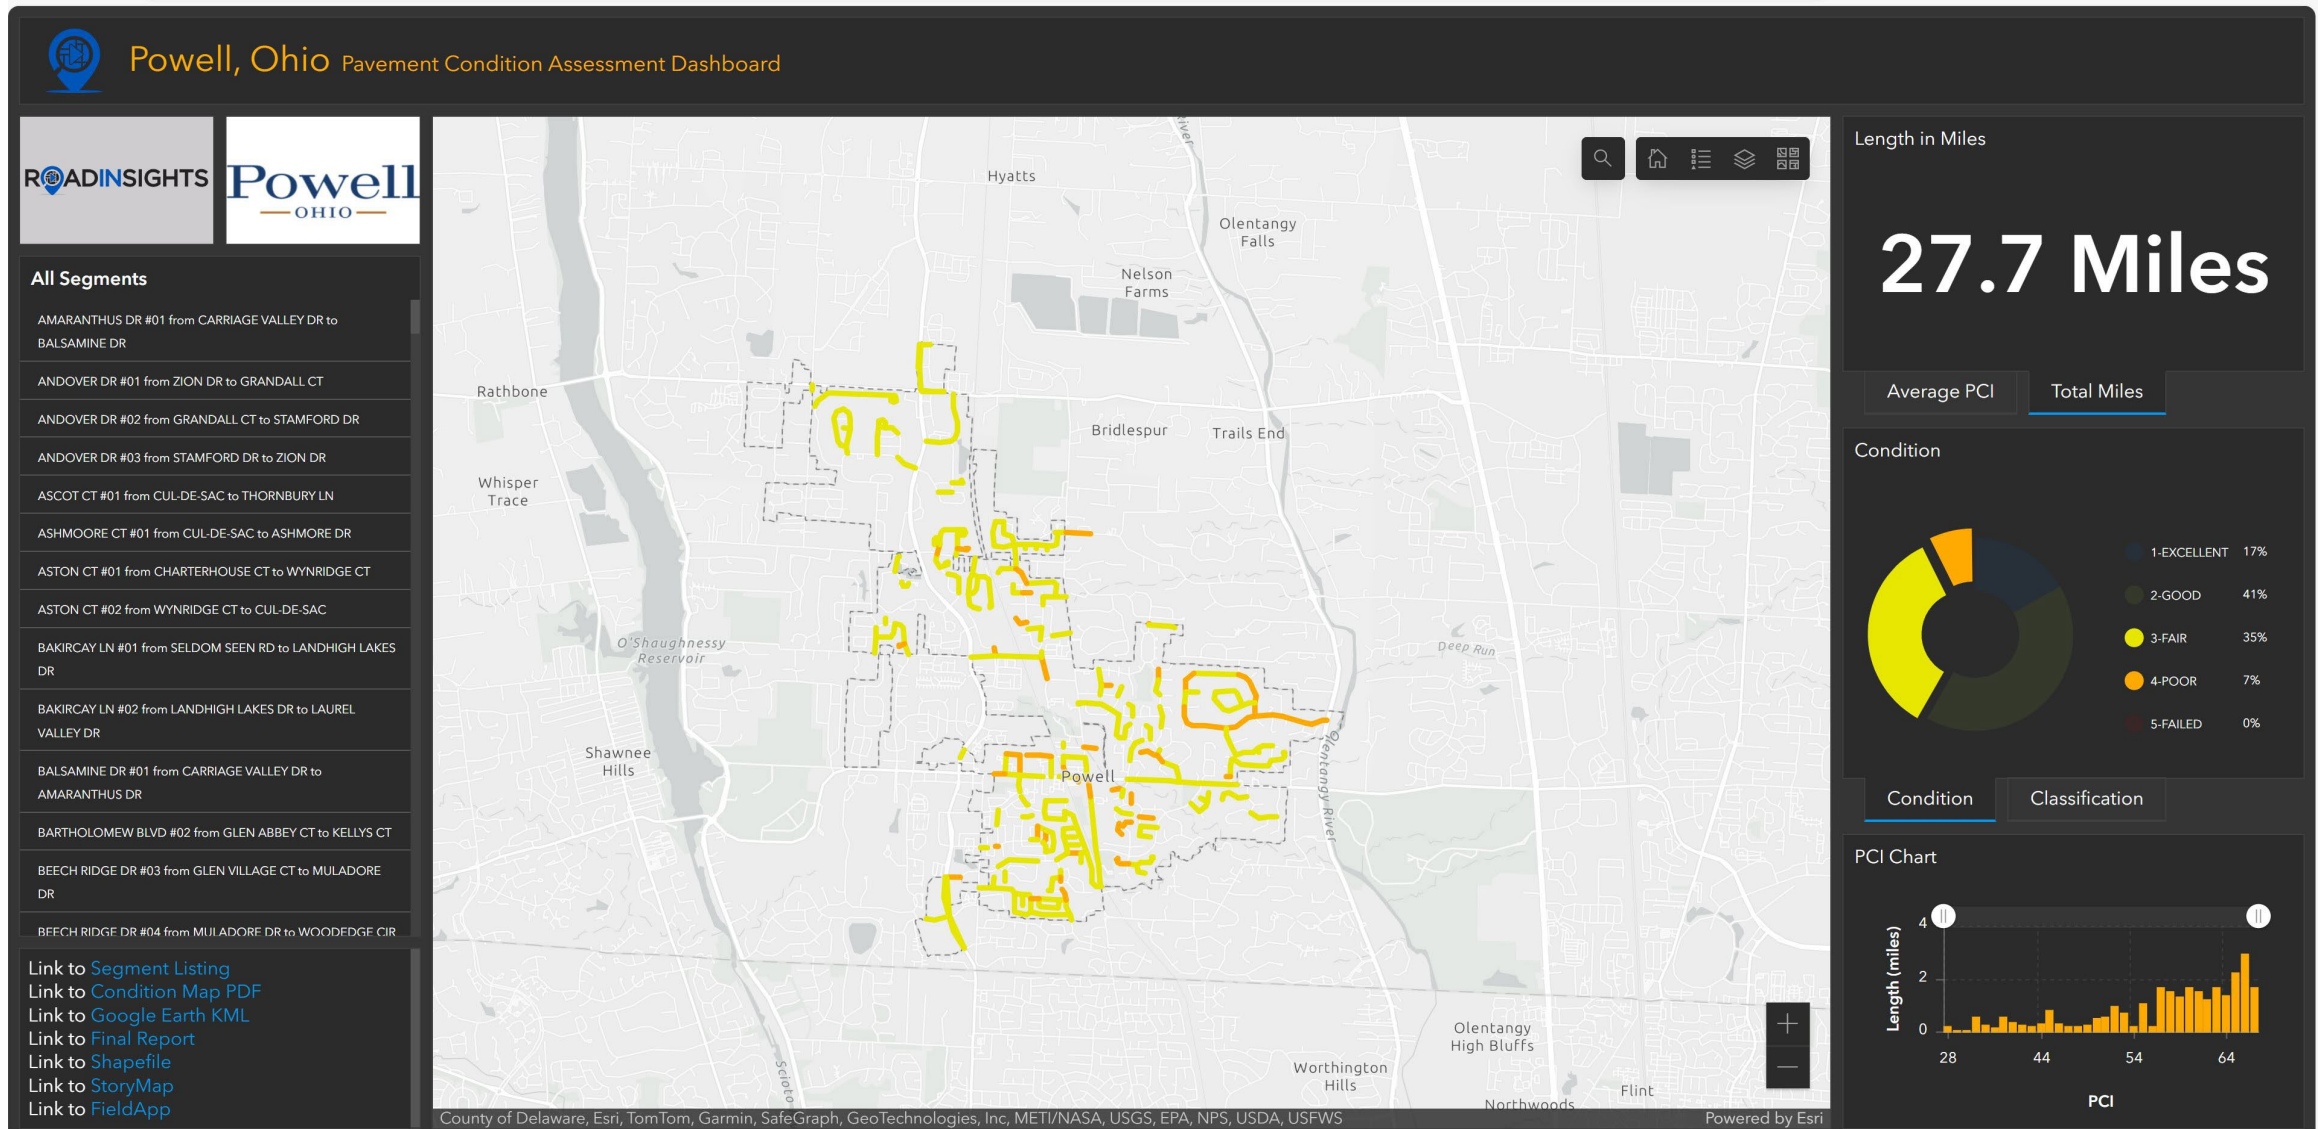 Powell, Ohio Pavement Condition Assessment Dashboard
ROADINSIGHTS
Powell
OHIO
All Segments
AMARANTHUS DR #01 from CARRIAGE VALLEY DR to
BALSAMINE DR
ANDOVER DR #01 from ZION DR to GRANDALL CT
ANDOVER DR #02 from GRANDALL CT to STAMFORD DR
ANDOVER DR #03 from STAMFORD DR to ZION DR
ASCOT CT #01 from CUL-DE-SAC to THORNBURY LN
ASHMOORE CT #01 from CUL-DE-SAC to ASHMORE DR
ASTON CT #01 from CHARTERHOUSE CT to WYNRIDGE CT
ASTON CT #02 from WYNRIDGE CT to CUL-DE-SAC
BAKIRCAY LN #01 from SELDOM SEEN RD to LANDHIGH LAKES
DR
BAKIRCAY LN #02 from LANDHIGH LAKES DR to LAUREL
VALLEY DR
BALSAMINE DR #01 from CARRIAGE VALLEY DR to
AMARANTHUS DR
BARTHOLOMEW BLVD #02 from GLEN ABBEY CT to KELLYS CT
BEECH RIDGE DR #03 from GLEN VILLAGE CT to MULADORE
DR
BEECH RIDGE DR #04 from MULADORE DR to WOODEDGE CIR
Link to Segment Listing
Link to Condition Map PDF
Link to Google Earth KML
Link to Final Report
Link to Shapefile
Link to StoryMap
Link to FieldApp
River
Hyatts
Olentangy
Falls
Nelson
Farms
Rathbone
Bridlespur
Trails End
Whisper
Trace
O'Shaughnessy
Reservoir
Deep Run
Shawnee
Hills
Powell
Olentangy River
Olentangy
High Bluffs
Worthington
Hills
Flint
Northwoods
Scioto
County of Delaware, Esri, TomTom, Garmin, SafeGraph, GeoTechnologies, Inc, METI/NASA, USGS, EPA, NPS, USDA, USFWS
Powered by Esri
Length in Miles
27.7 Miles
Average PCI
Total Miles
Condition
1-EXCELLENT 17%
2-GOOD 41%
3-FAIR 35%
4-POOR 7%
5-FAILED 0%
Condition
Classification
PCI Chart
Length (miles)
4
2
0
28
44
54
64
PCI